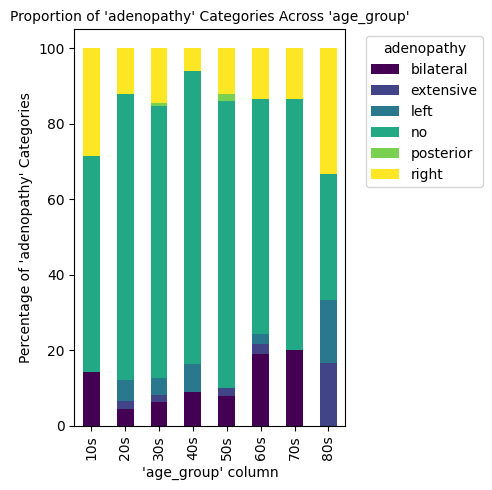 Proportion of 'adenopathy' Categories Across 'age_group'
Percentage of 'adenopathy' Categories
100
80
60
40
20
0
10s
20s
30s
40s
50s
60s
70s
80s
'age_group' column
adenopathy
bilateral
extensive
left
no
posterior
right